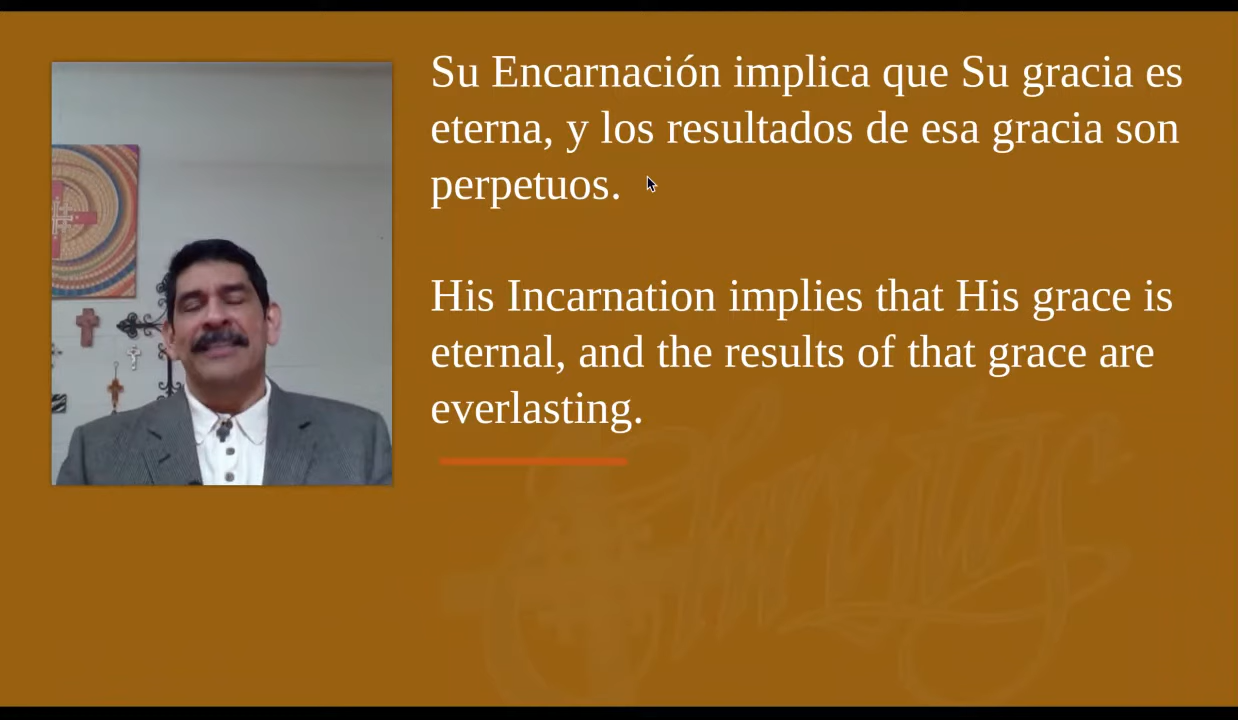 Su Encarnación implica que Su gracia es
eterna, y los resultados de esa gracia son
perpetuos.
His Incarnation implies that His grace is
eternal, and the results of that grace are
everlasting.
Christos